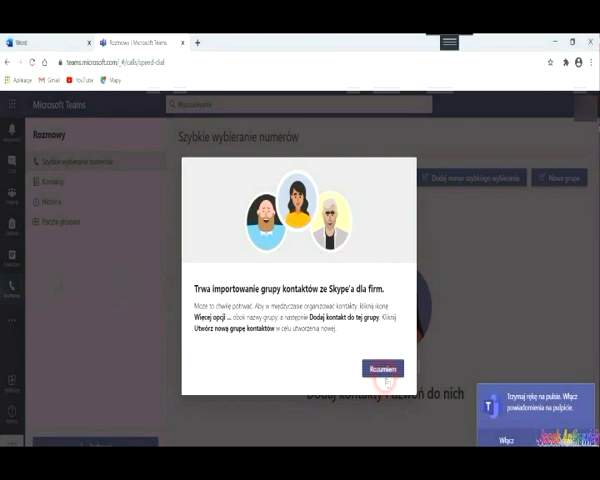 Word
Rozmowy | Microsoft Teams
teams.microsoft.com/_#/calls/speed-dial
Aplikacje Gmail YouTube Mapy
Microsoft Teams
Wyszukiwanie
Rozmowy
Szybkie wybieranie numerów
Szybkie wybieranie numerów
Kontakty
Historia
Poczta głosowa
Dodaj numer szybkiego wybierania
Nowa grupa
Trwa importowanie grupy kontaktów ze Skype'a dla firm.
Może to chwilę potrwać. Aby w międzyczasie organizować kontakty, kliknij ikonę
Więcej opcji ... obok nazwy grupy, a następnie Dodaj kontakt do tej grupy. Kliknij
Utwórz nową grupę kontaktów w celu utworzenia nowej.
Rozumiem
Dodaj kontakty i zadzwoń do nich
Trzymaj rękę na pulsie. Włącz
powiadomienia na pulpicie.
Włącz